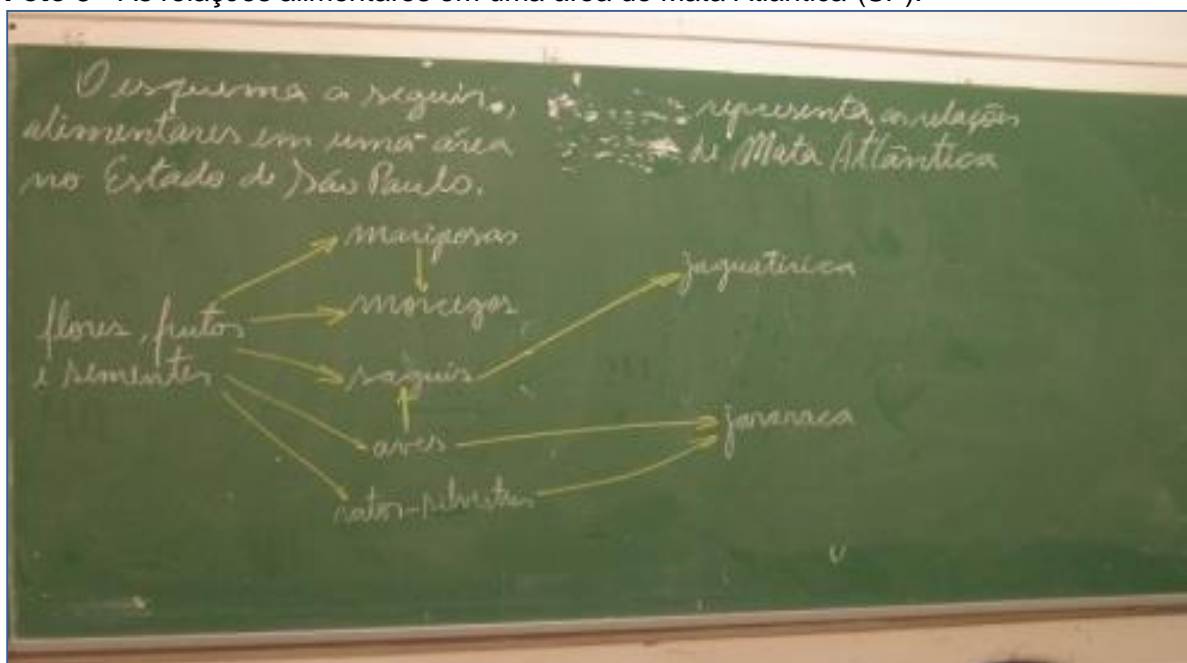 As relações alimentares em uma área de Mata Atlântica (SP).
O esquema a seguir, representa as relações
alimentares em uma área de Mata Atlântica
no Estado de São Paulo.
mariposas
jaguatirica
morcegos
flores, frutos
e sementes
saguis
jararaca
aves
ratos-silvestres